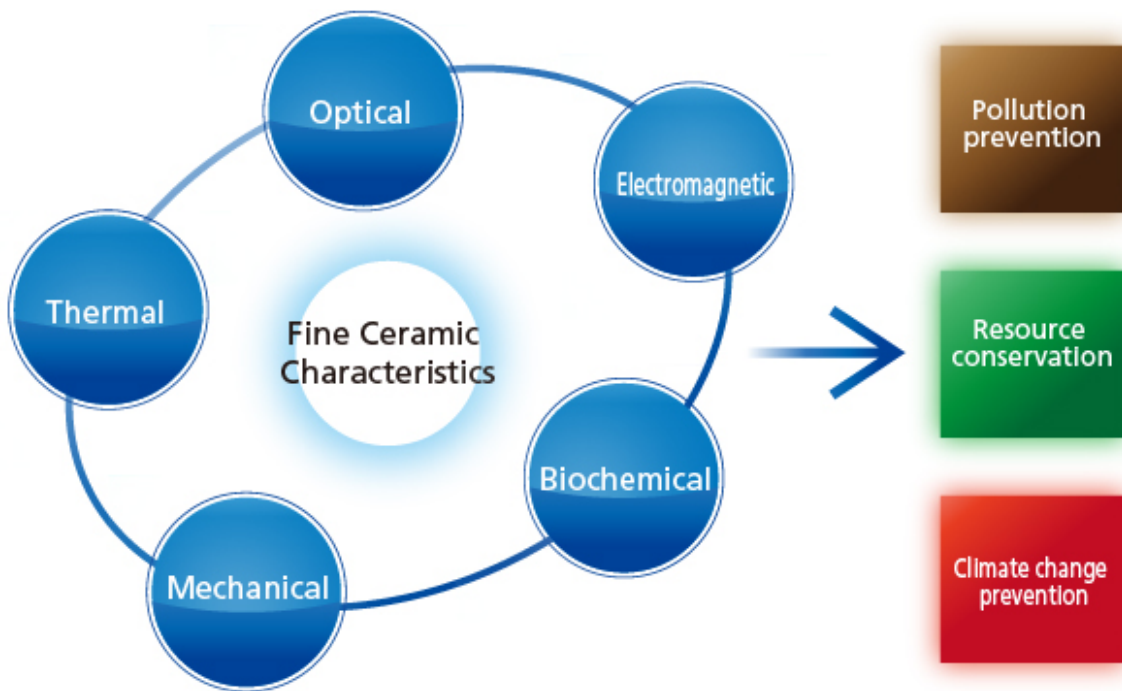 Optical
Electromagnetic
Thermal
Fine Ceramic
Characteristics
Biochemical
Mechanical
Pollution
prevention
Resource
conservation
Climate change
prevention